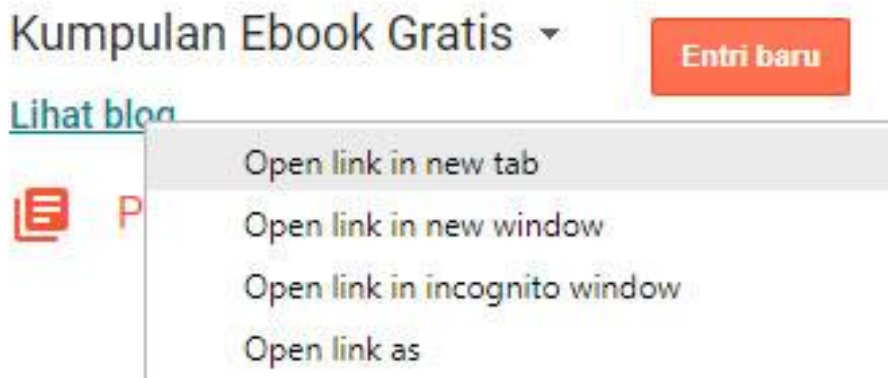 Kumpulan Ebook Gratis
Entri baru
Lihat blog
Open link in new tab
P
Open link in new window
Open link in incognito window
Open link as